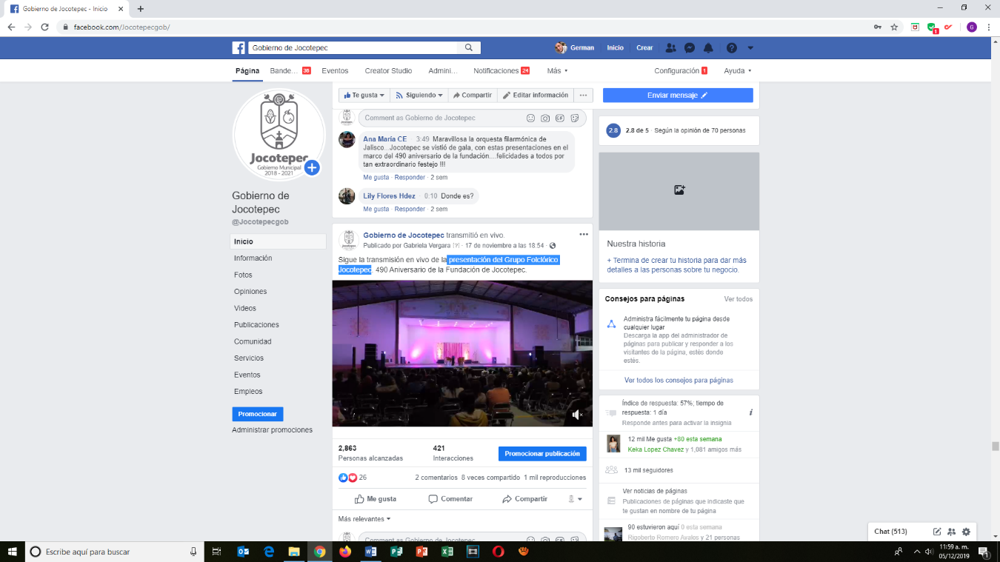 Gobierno de Jocotepec - Inicio
facebook.com/Jocotepecgob/
G
1
Gobierno de Jocotepec
German
Inicio
Crear
Página
Bande... 36
Eventos
Creator Studio
Admini...
Notificaciones 24
Más
Configuración 1
Ayuda
Jocotepec
Gobierno Municipal
2018 - 2021
Gobierno de
Jocotepec
@Jocotepecgob
Inicio
Información
Fotos
Opiniones
Videos
Publicaciones
Comunidad
Servicios
Eventos
Empleos
Promocionar
Administrar promociones
Te gusta
Siguiendo
Compartir
Editar información
...
Enviar mensaje
Comment as Gobierno de Jocotepec
Ana María CE · 3:49 Maravillosa la orquesta filarmónica de
Jalisco...Jocotepec se vistió de gala, con estas presentaciones en el
marco del 490 aniversario de la fundación....felicidades a todos por
tan extraordinario festejo !!!
Me gusta · Responder · 2 sem
Lily Flores Hdez · 0:10 Donde es?
Me gusta · Responder · 2 sem
Gobierno de Jocotepec transmitió en vivo.
Publicado por Gabriela Vergara [?] · 17 de noviembre a las 18:54 ·
Sigue la transmisión en vivo de la presentación del Grupo Folclórico
Jocotepec. 490 Aniversario de la Fundación de Jocotepec.
2,863
Personas alcanzadas
421
Interacciones
Promocionar publicación
26
2 comentarios 8 veces compartido 1 mil reproducciones
Me gusta
Comentar
Compartir
Más relevantes
Comment as Gobierno de Jocotepec
2.8
2.8 de 5 · Según la opinión de 70 personas
Nuestra historia
+ Termina de crear tu historia para dar más
detalles a las personas sobre tu negocio.
Consejos para páginas
Ver todos
Administra fácilmente tu página desde
cualquier lugar
Descarga la app del administrador de
páginas para publicar y responder a los
visitantes de la página, estés donde
estés.
Ver todos los consejos para páginas
Índice de respuesta: 57%; tiempo de
respuesta: 1 día
Responde antes para activar la insignia
12 mil Me gusta +80 esta semana
Keka Lopez Chavez y 1,081 amigos más
13 mil seguidores
Ver noticias de páginas
Publicaciones de páginas que indicaste que
te gustan en nombre de tu página
90 estuvieron aquí 0 esta semana
Rigoberto Romero Avalos y 21 personas
Chat (513)
Escribe aquí para buscar
11:59 a. m.
05/12/2019
1